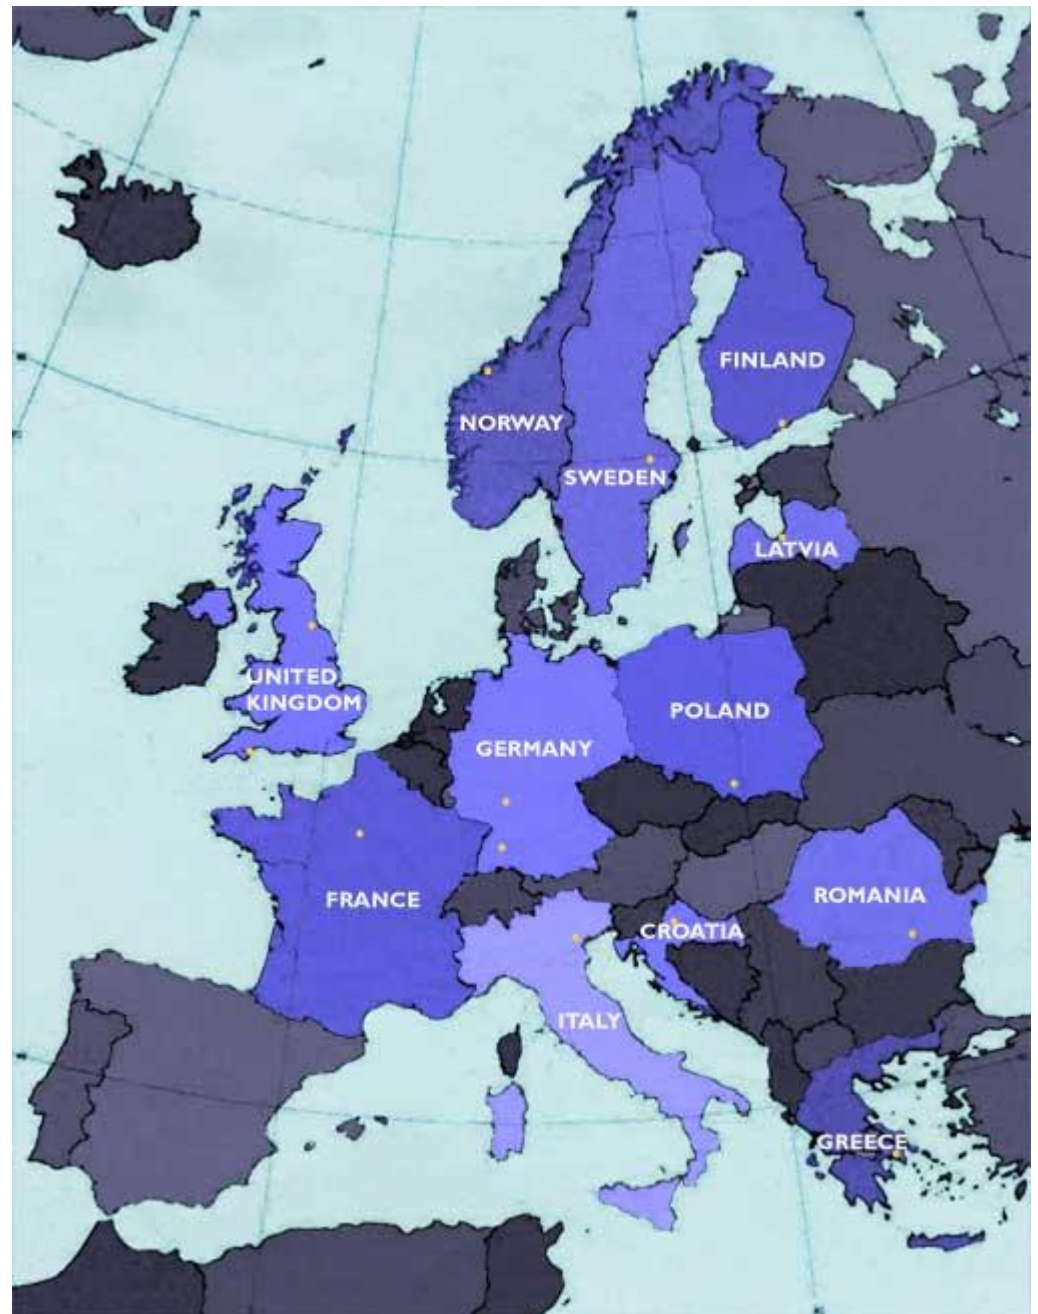 FINLAND
NORWAY
SWEDEN
LATVIA
UNITED
KINGDOM
POLAND
GERMANY
FRANCE
ROMANIA
CROATIA
ITALY
GREECE